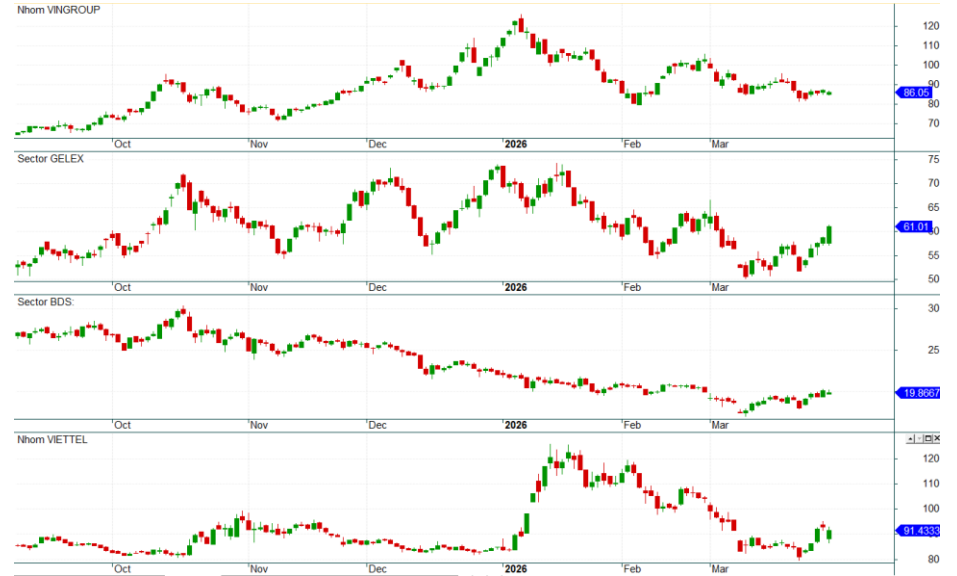 Nhom VINGROUP
120
110
100
90
86.05
80
70
Oct Nov Dec 2026 Feb Mar
Sector GELEX
75
70
65
61.01
60
55
50
Oct Nov Dec 2026 Feb Mar
Sector BDS:
30
25
19.8667
Oct Nov Dec 2026 Feb Mar
Nhom VIETTEL
120
110
100
91.4333
90
80
Oct Nov Dec 2026 Feb Mar